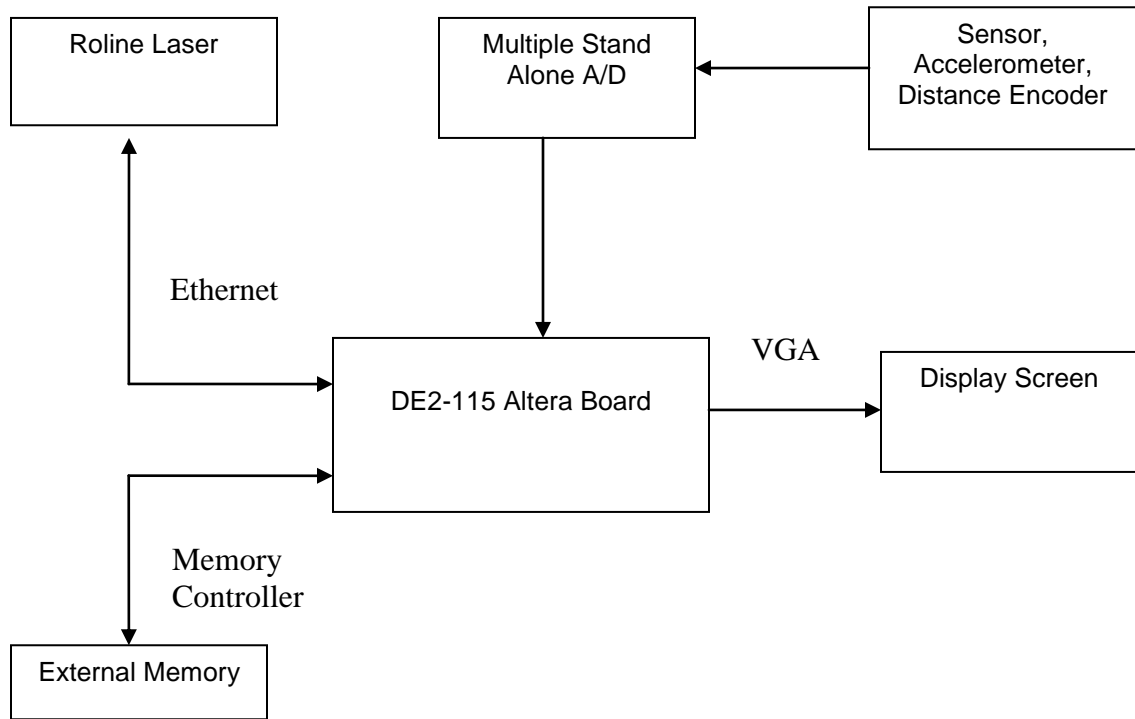 Roline Laser
Multiple Stand
Alone A/D
Sensor,
Accelerometer,
Distance Encoder
Ethernet
VGA
DE2-115 Altera Board
Display Screen
Memory
Controller
External Memory